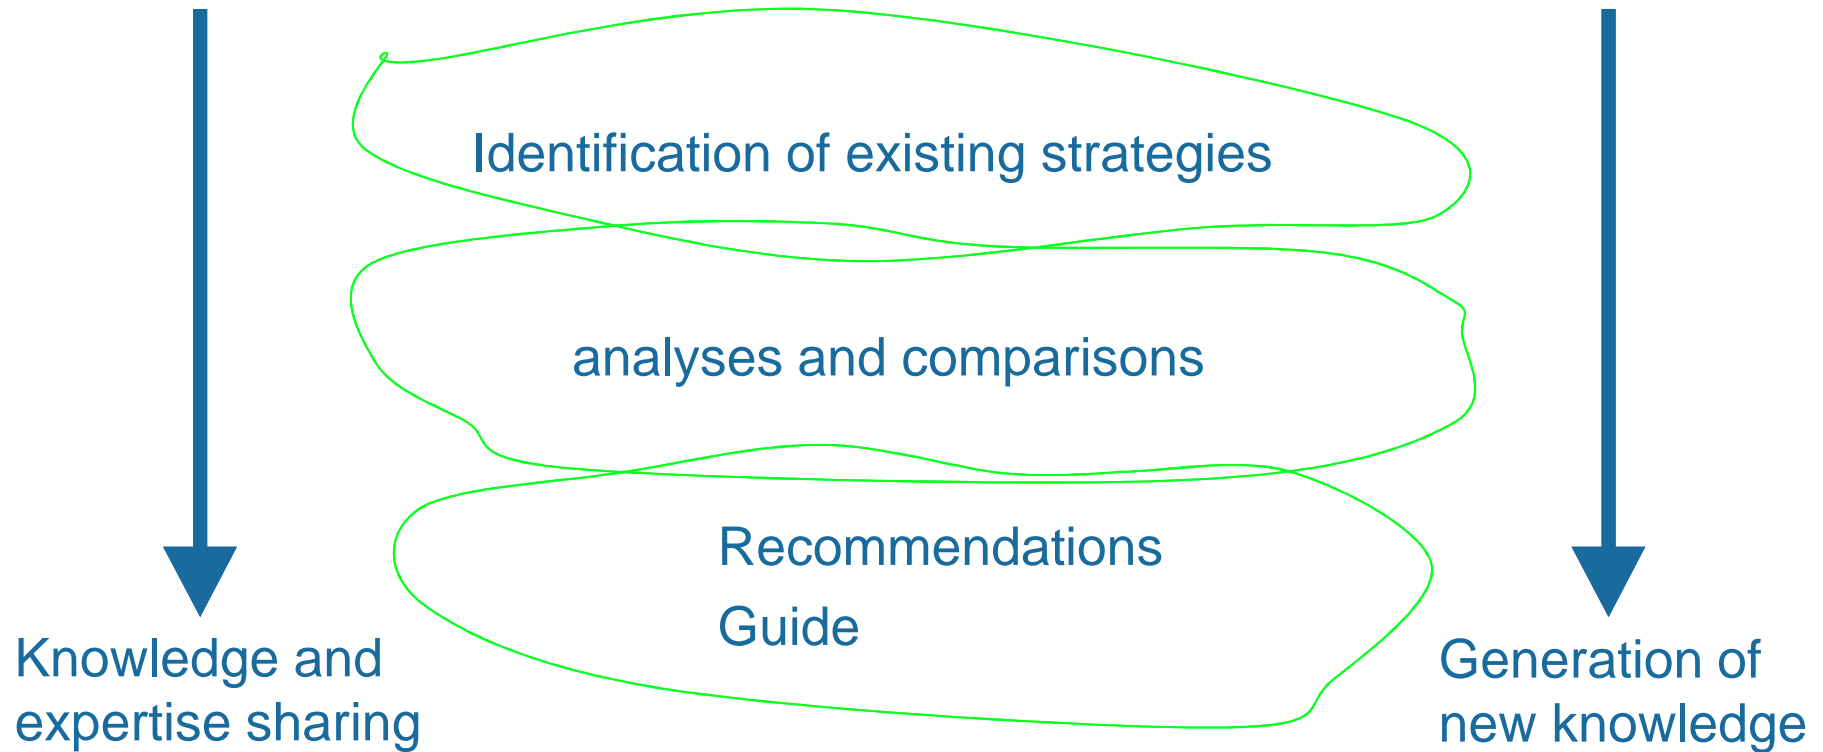 Identification of existing strategies
analyses and comparisons
Recommendations
Guide
Knowledge and
expertise sharing
Generation of
new knowledge